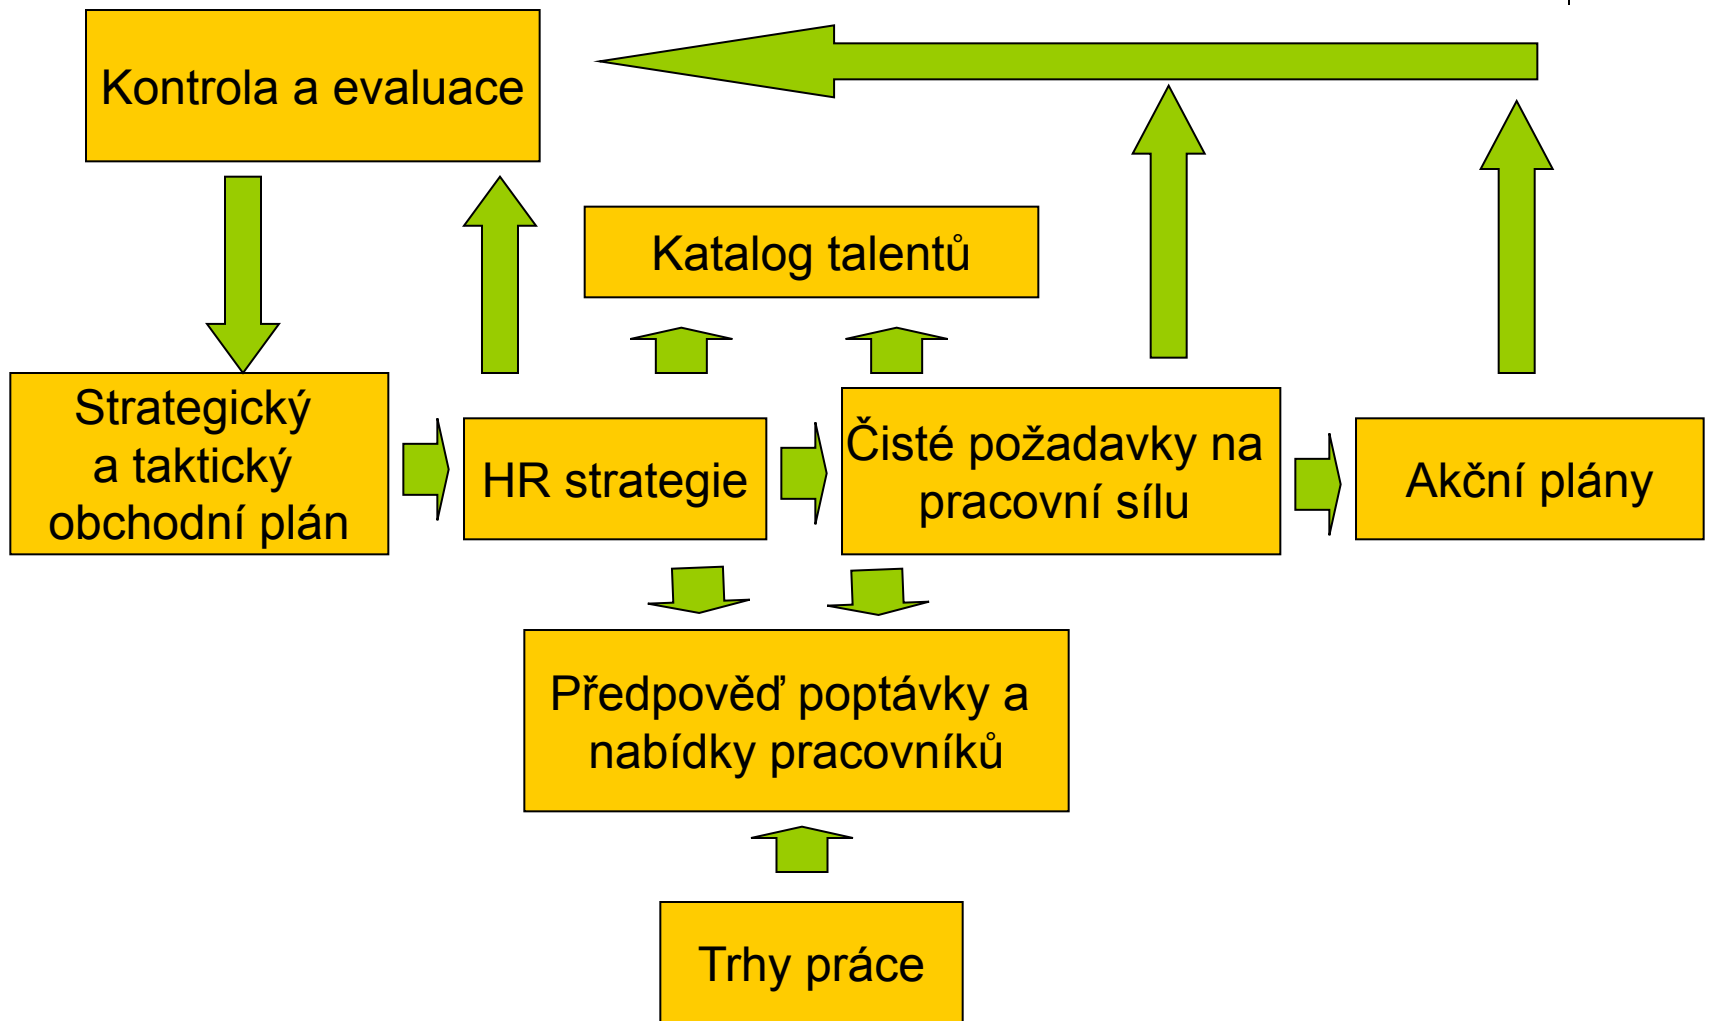 Kontrola a evaluace
Katalog talentů
Strategický
a taktický
obchodní plán
HR strategie
Čisté požadavky na
pracovní sílu
Akční plány
Předpověď poptávky a
nabídky pracovníků
Trhy práce